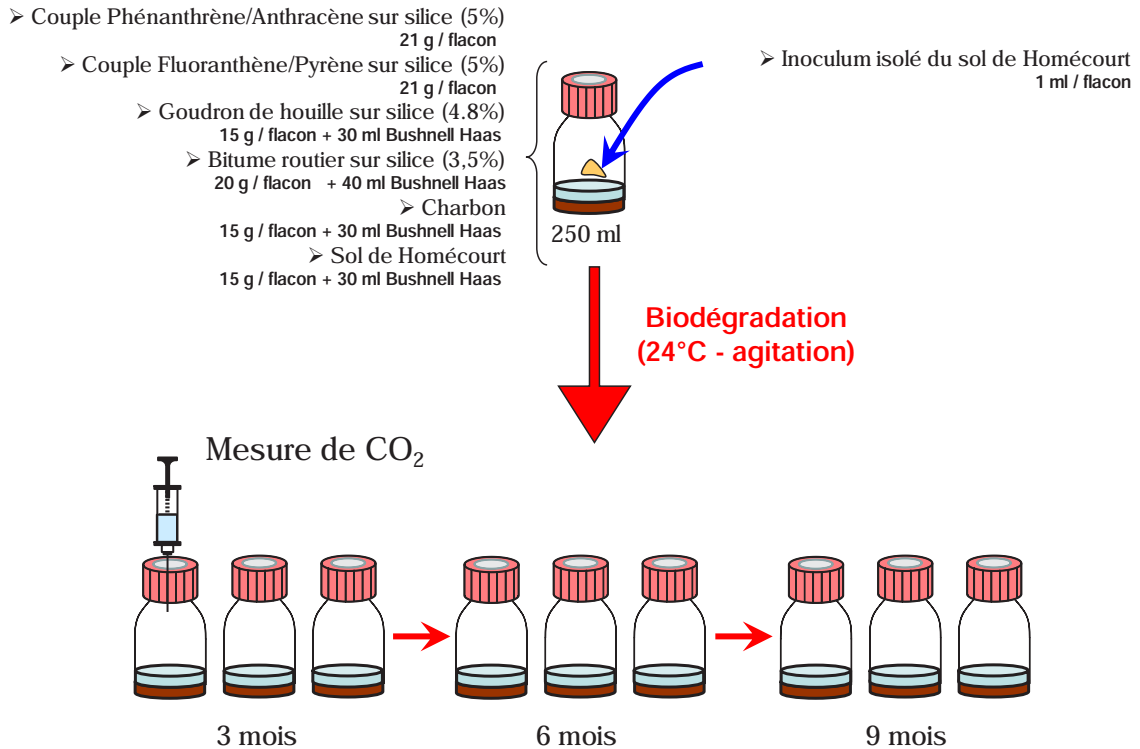 ➢ Couple Phénanthrène/Anthracène sur silice (5%)
21 g / flacon
➢ Couple Fluoranthène/Pyrène sur silice (5%)
21 g / flacon
➢ Goudron de houille sur silice (4.8%)
15 g / flacon + 30 ml Bushnell Haas
➢ Bitume routier sur silice (3,5%)
20 g / flacon + 40 ml Bushnell Haas
➢ Charbon
15 g / flacon + 30 ml Bushnell Haas
➢ Sol de Homécourt
15 g / flacon + 30 ml Bushnell Haas
➢ Inoculum isolé du sol de Homécourt
1 ml / flacon
250 ml
Biodégradation
(24°C - agitation)
Mesure de CO₂
3 mois
6 mois
9 mois